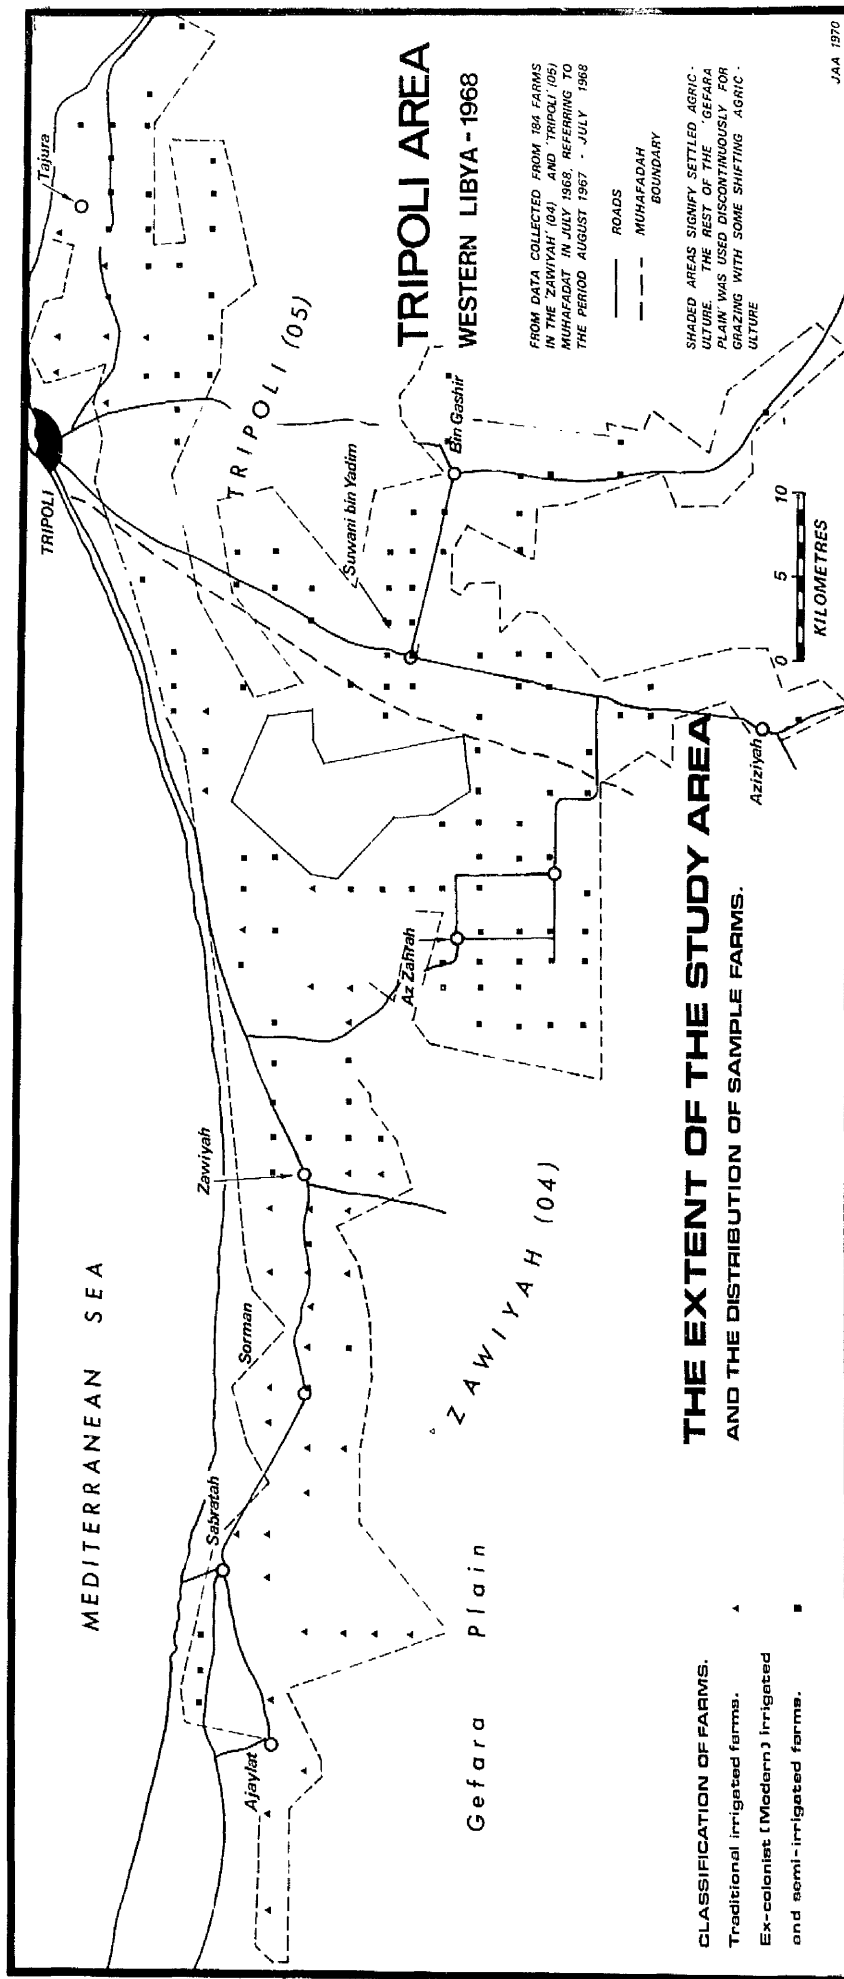 TRIPOLI AREA
WESTERN LIBYA - 1968
FROM DATA COLLECTED FROM 184 FARMS
IN THE 'ZAWIYAH' (04) AND 'TRIPOLI' (05)
MUHAFADAT IN JULY 1968, REFERRING TO
THE PERIOD AUGUST 1967 - JULY 1968
ROADS
MUHAFADAH
BOUNDARY
SHADED AREAS SIGNIFY SETTLED AGRIC-
ULTURE. THE REST OF THE 'GEFARA
PLAIN' WAS USED DISCONTINUOUSLY FOR
GRAZING WITH SOME SHIFTING AGRIC-
ULTURE
JAA 1970
MEDITERRANEAN SEA
Tajura
TRIPOLI
TRIPOLI (05)
Suwani bin Yadim
Bin Gashir
Az Zahrah
Aziziyah
Zawiyah
Sorman
Sabratah
Ajaylat
ZAWIYAH (04)
Gefara Plain
0 5 10
KILOMETRES
THE EXTENT OF THE STUDY AREA
AND THE DISTRIBUTION OF SAMPLE FARMS.
CLASSIFICATION OF FARMS.
Traditional irrigated farms.
Ex-colonist (Modern) irrigated
and semi-irrigated farms.